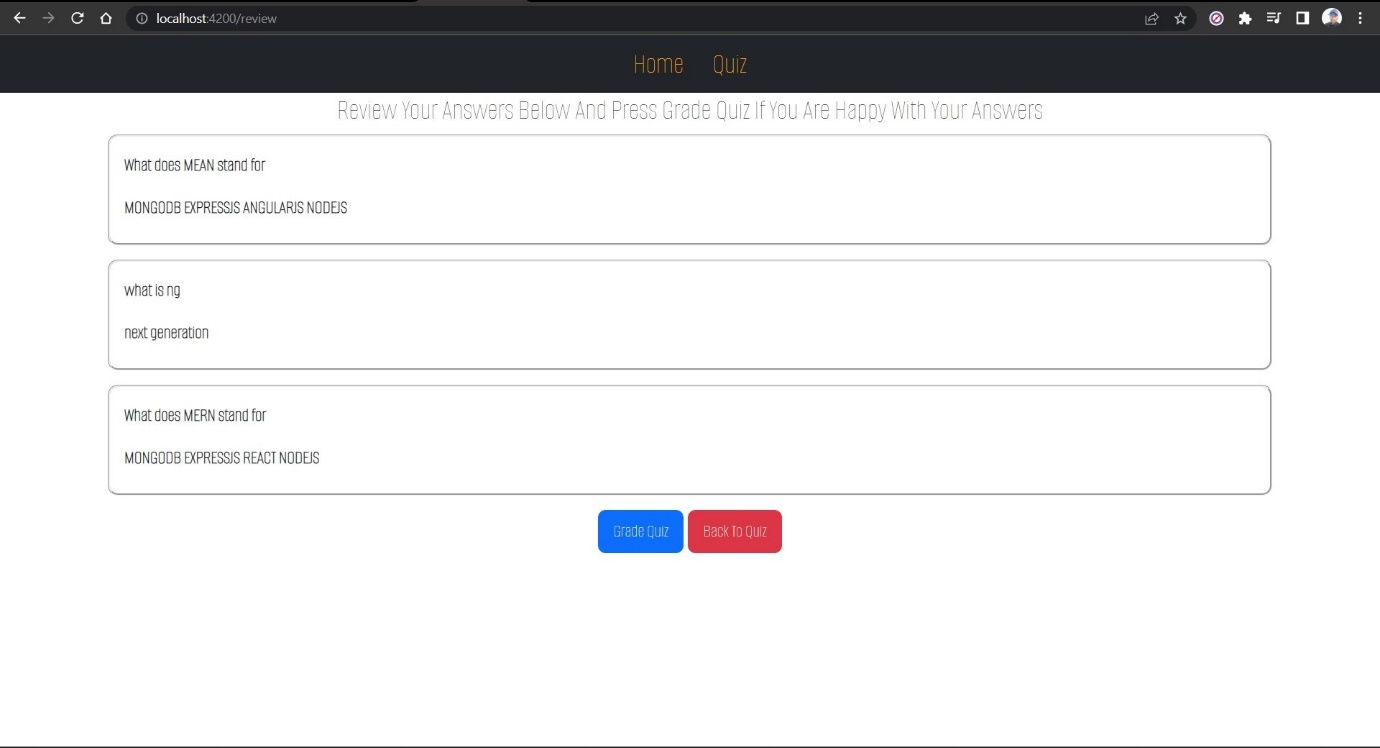 localhost:4200/review
Home Quiz
Review Your Answers Below And Press Grade Quiz If You Are Happy With Your Answers
What does MEAN stand for
MONGODB EXPRESSJS ANGULARJS NODEJS
what is ng
next generation
What does MERN stand for
MONGODB EXPRESSJS REACT NODEJS
Grade Quiz Back To Quiz